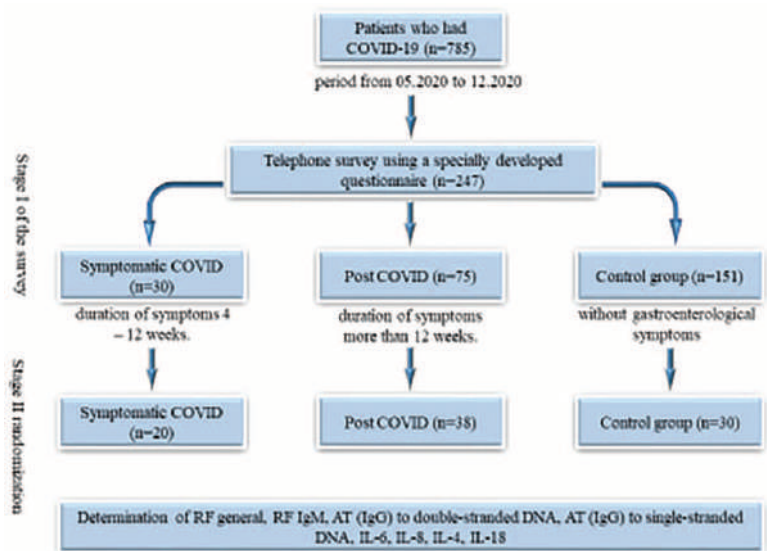 Patients who had
COVID-19 (n=785)
period from 05.2020 to 12.2020
Telephone survey using a specially developed
questionnaire (n=247)
Stage I of the survey
Symptomatic COVID
(n=30)
duration of symptoms 4
– 12 weeks.
Post COVID (n=75)
duration of symptoms
more than 12 weeks.
Control group (n=151)
without gastroenterological
symptoms
Stage II randomization
Symptomatic COVID
(n=20)
Post COVID (n=38)
Control group (n=30)
Determination of RF general, RF IgM, AT (IgG) to double-stranded DNA, AT (IgG) to single-stranded
DNA, IL-6, IL-8, IL-4, IL-18